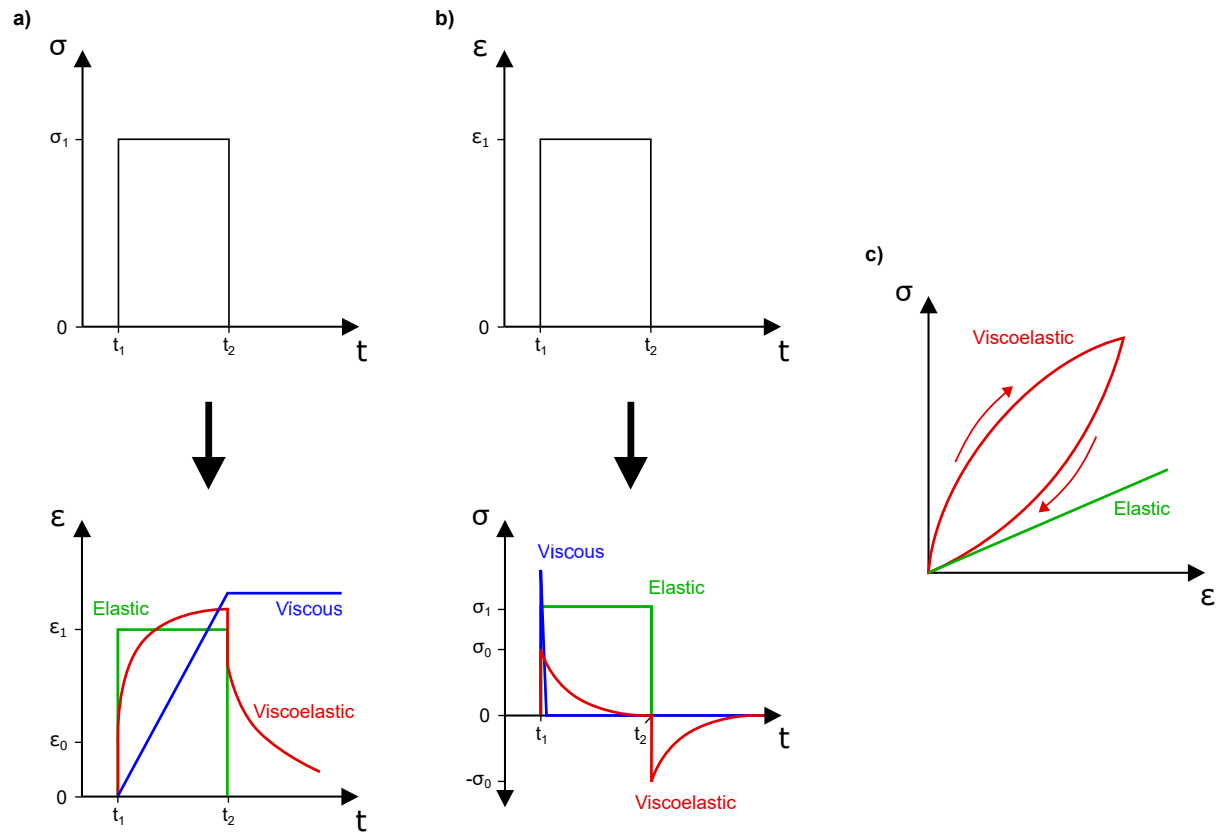 a)
σ
σ₁
0
t₁
t₂
t
b)
ε
ε₁
0
t₁
t₂
t
c)
σ
Viscoelastic
Elastic
ε
ε
Elastic
Viscous
ε₁
Viscoelastic
ε₀
0
t₁
t₂
t
σ
Viscous
Elastic
σ₁
σ₀
0
t₁
t₂
t
-σ₀
Viscoelastic